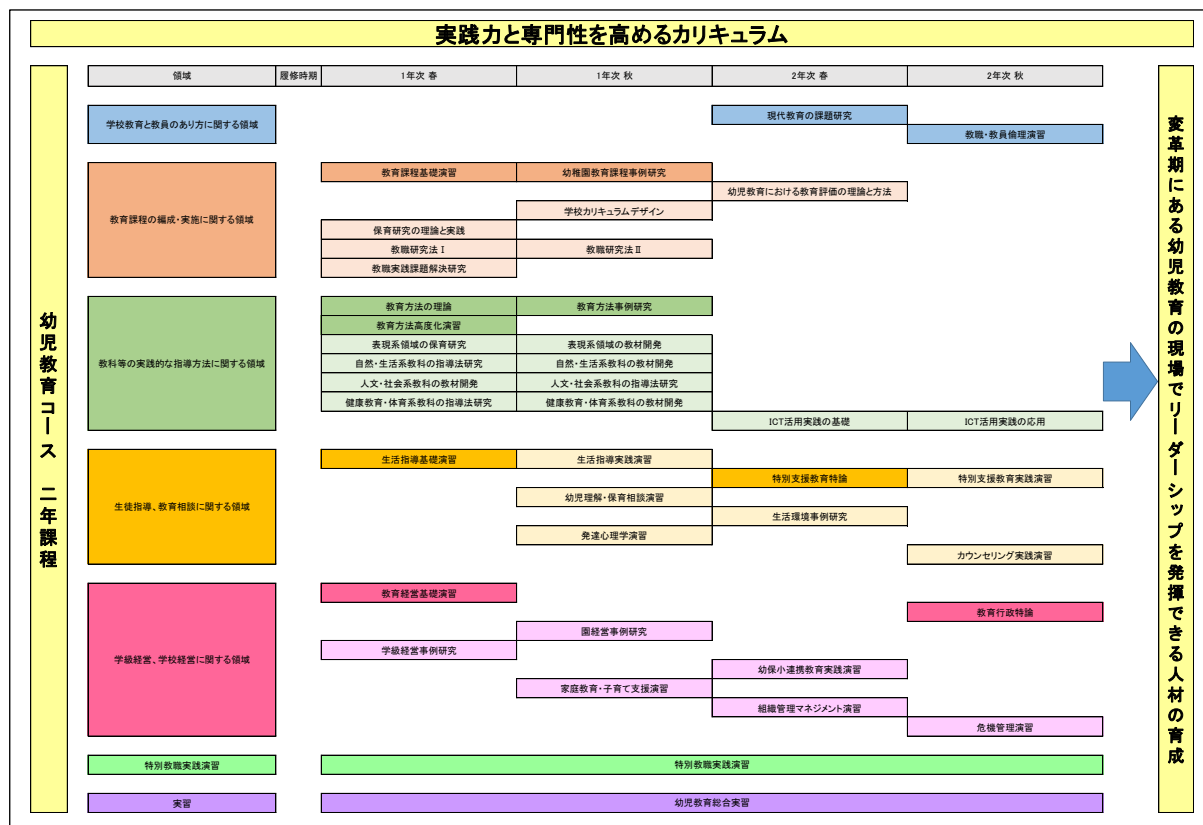 実践力と専門性を高めるカリキュラム
幼児教育コース 二年課程
領域 履修時期 1年次 春 1年次 秋 2年次 春 2年次 秋
学校教育と教員のあり方に関する領域
現代教育の課題研究
教職・教員倫理演習
教育課程の編成・実施に関する領域
教育課程基礎演習 幼稚園教育課程事例研究
幼児教育における教育評価の理論と方法
学校カリキュラムデザイン
保育研究の理論と実践
教職研究法Ⅰ 教職研究法Ⅱ
教職実践課題解決研究
教科等の実践的な指導方法に関する領域
教育方法の理論 教育方法事例研究
教育方法高度化演習
表現系領域の保育研究 表現系領域の教材開発
自然・生活系教科の指導法研究 自然・生活系教科の教材開発
人文・社会系教科の教材開発 人文・社会系教科の指導法研究
健康教育・体育系教科の指導法研究 健康教育・体育系教科の教材開発
ICT活用実践の基礎 ICT活用実践の応用
生徒指導、教育相談に関する領域
生活指導基礎演習 生活指導実践演習
特別支援教育特論 特別支援教育実践演習
幼児理解・保育相談演習
生活環境事例研究
発達心理学演習
カウンセリング実践演習
学級経営、学校経営に関する領域
教育経営基礎演習
教育行政特論
園経営事例研究
学級経営事例研究
幼保小連携教育実践演習
家庭教育・子育て支援演習
組織管理マネジメント演習
危機管理演習
特別教職実践演習 特別教職実践演習
実習 幼児教育総合実習
変革期にある幼児教育の現場でリーダーシップを発揮できる人材の育成